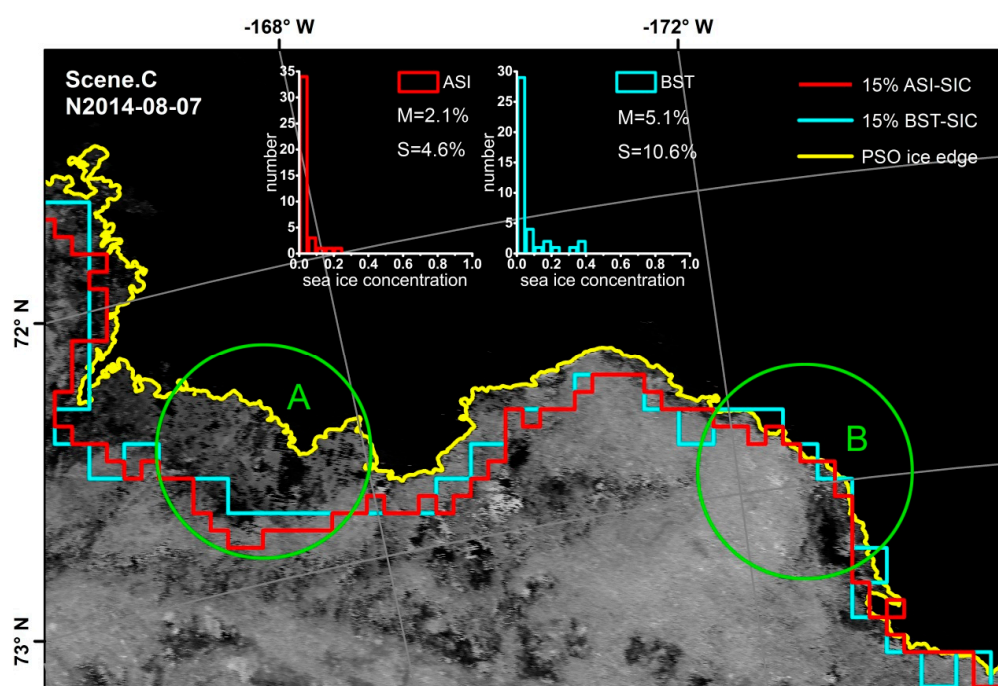 -168° W
-172° W
Scene.C
N2014-08-07
35
30
25
20
15
10
5
0
number
0.0 0.2 0.4 0.6 0.8 1.0
sea ice concentration
ASI
M=2.1%
S=4.6%
30
25
20
15
10
5
0
number
0.0 0.2 0.4 0.6 0.8 1.0
sea ice concentration
BST
M=5.1%
S=10.6%
15% ASI-SIC
15% BST-SIC
PSO ice edge
72° N
A
B
73° N